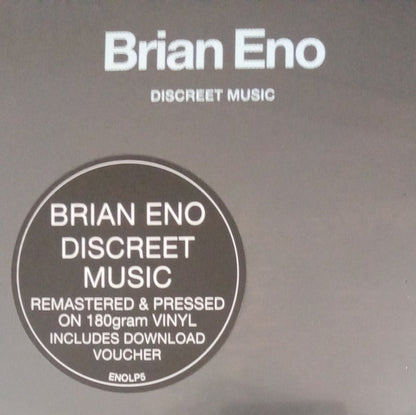 Brian Eno
DISCREET MUSIC
BRIAN ENO
DISCREET
MUSIC
REMASTERED & PRESSED
ON 180gram VINYL
INCLUDES DOWNLOAD
VOUCHER
ENOLP5